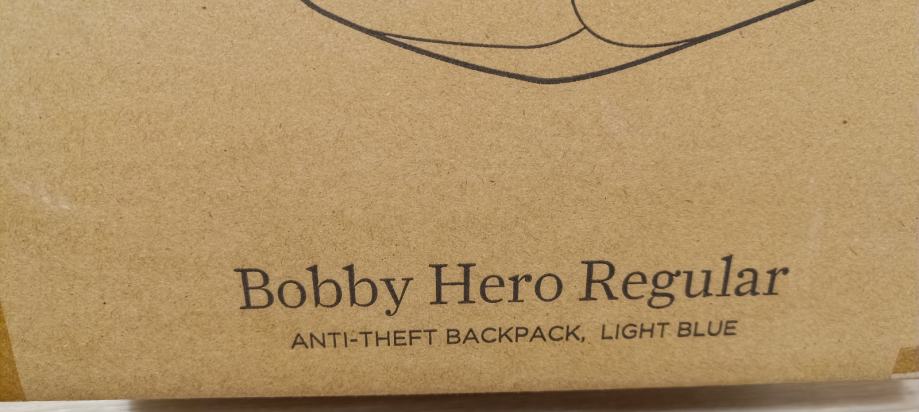 Bobby Hero Regular
ANTI-THEFT BACKPACK, LIGHT BLUE